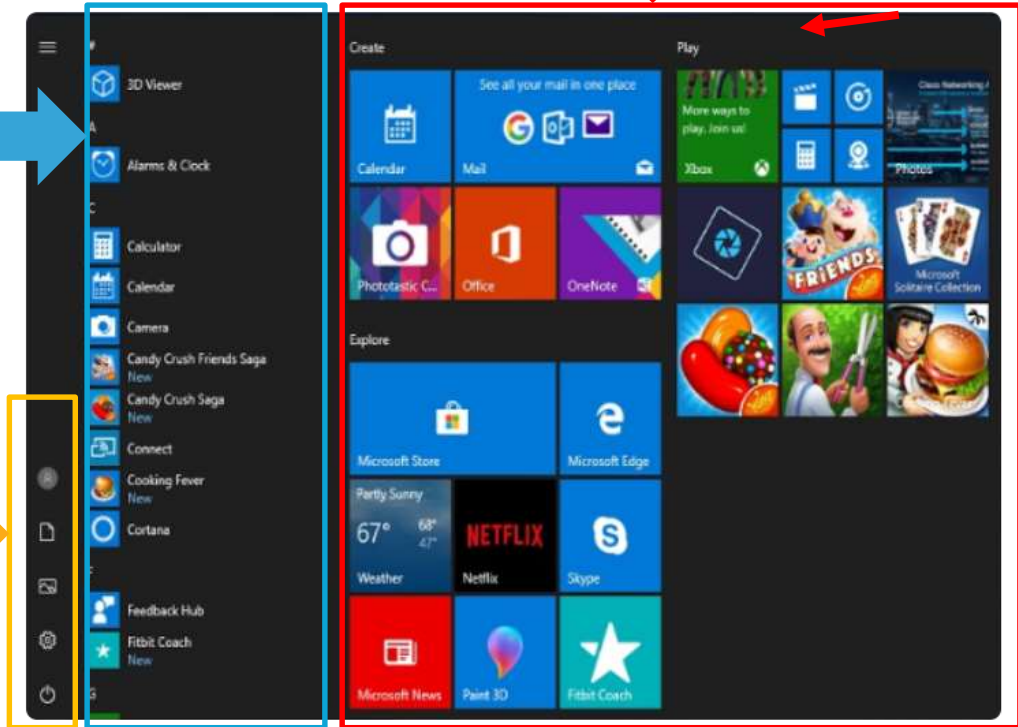 #
3D Viewer
A
Alarms & Clock
C
Calculator
Calendar
Camera
Candy Crush Friends Saga
New
Candy Crush Saga
New
Connect
Cooking Fever
New
Cortana
F
Feedback Hub
Fitbit Coach
New
G
Create
See all your mail in one place
Calendar
Mail
Phototastic C...
Office
OneNote
Explore
Microsoft Store
Microsoft Edge
Partly Sunny
67° 68°
47°
Weather
NETFLIX
Netflix
Skype
Microsoft News
Paint 3D
Fitbit Coach
Play
More ways to
play. Join us!
Xbox
Cisco Networking A
Photos
FRIENDS
Microsoft
Solitaire Collection